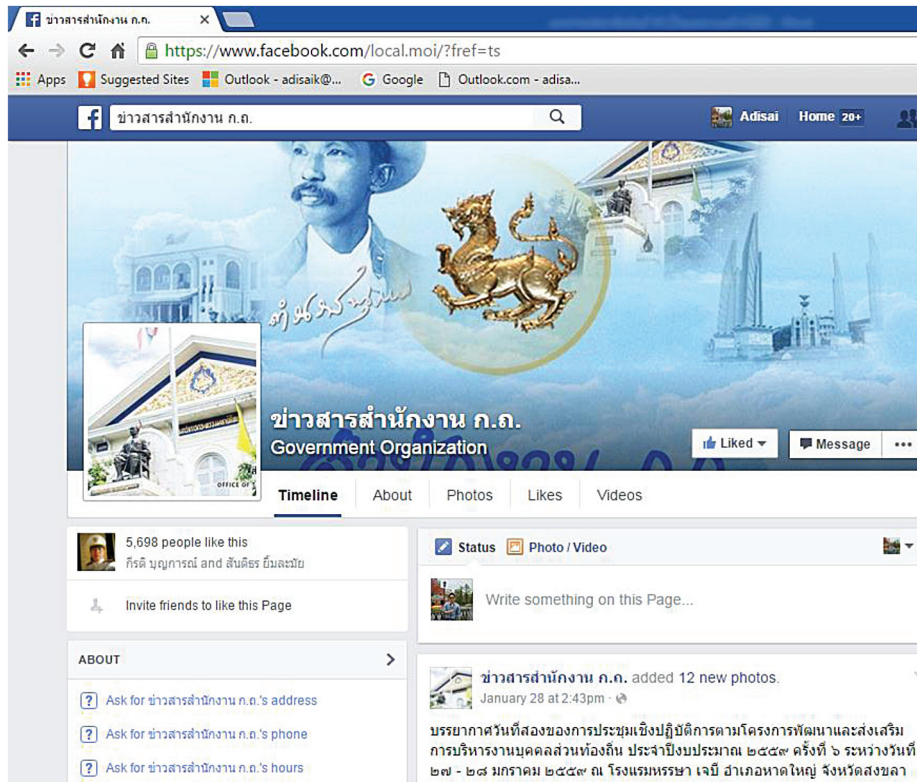 ข่าวสารสำนักงาน ก.ถ.
https://www.facebook.com/local.moi/?fref=ts
Apps Suggested Sites Outlook - adisaik@... Google Outlook.com - adisa...
ข่าวสารสำนักงาน ก.ถ. Adisai Home 20+
OFFICE OF
ข่าวสารสำนักงาน ก.ถ.
Government Organization
Liked Message
Timeline About Photos Likes Videos
5,698 people like this
กีรติ บุญการณ์ and สันติธร ยิ้มละมัย
Invite friends to like this Page
ABOUT
Ask for ข่าวสารสำนักงาน ก.ถ.'s address
Ask for ข่าวสารสำนักงาน ก.ถ.'s phone
Ask for ข่าวสารสำนักงาน ก.ถ.'s hours
Status Photo / Video
Write something on this Page...
ข่าวสารสำนักงาน ก.ถ. added 12 new photos.
January 28 at 2:43pm ·
บรรยากาศวันที่สองของการประชุมเชิงปฏิบัติการตามโครงการพัฒนาและส่งเสริม
การบริหารงานบุคคลส่วนท้องถิ่น ประจำปีงบประมาณ ๒๕๕๙ ครั้งที่ ๖ ระหว่างวันที่
๒๗ - ๒๘ มกราคม ๒๕๕๙ ณ โรงแรมหรรษา เจบี อำเภอหาดใหญ่ จังหวัดสงขลา